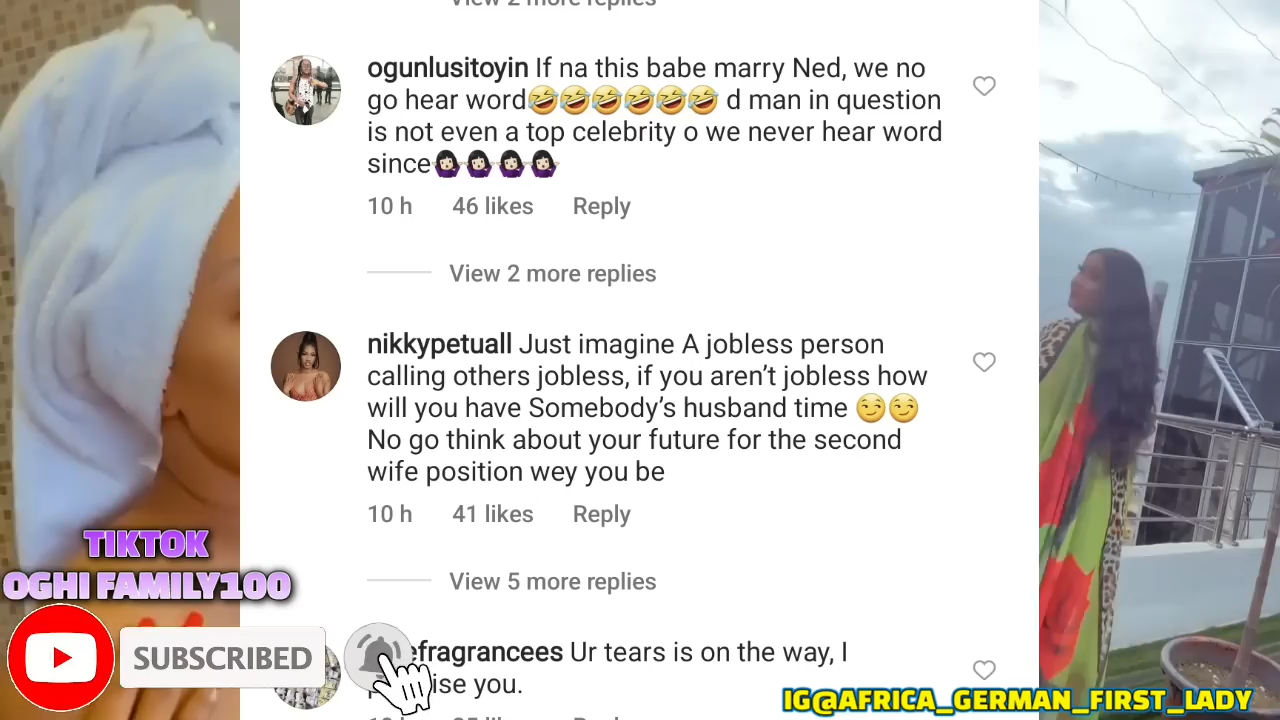 View 2 more replies
ogunlusitoyin If na this babe marry Ned, we no
go hear word🤣🤣🤣🤣🤣🤣 d man in question
is not even a top celebrity o we never hear word
since🤷🏻‍♀️🤷🏻‍♀️🤷🏻‍♀️🤷🏻‍♀️
10 h 46 likes Reply
View 2 more replies
nikkypetuall Just imagine A jobless person
calling others jobless, if you aren’t jobless how
will you have Somebody’s husband time 😏😏
No go think about your future for the second
wife position wey you be
10 h 41 likes Reply
View 5 more replies
efragrancees Ur tears is on the way, I
ise you.
TIKTOK
OGHI FAMILY100
SUBSCRIBED
IG@AFRICA_GERMAN_FIRST_LADY